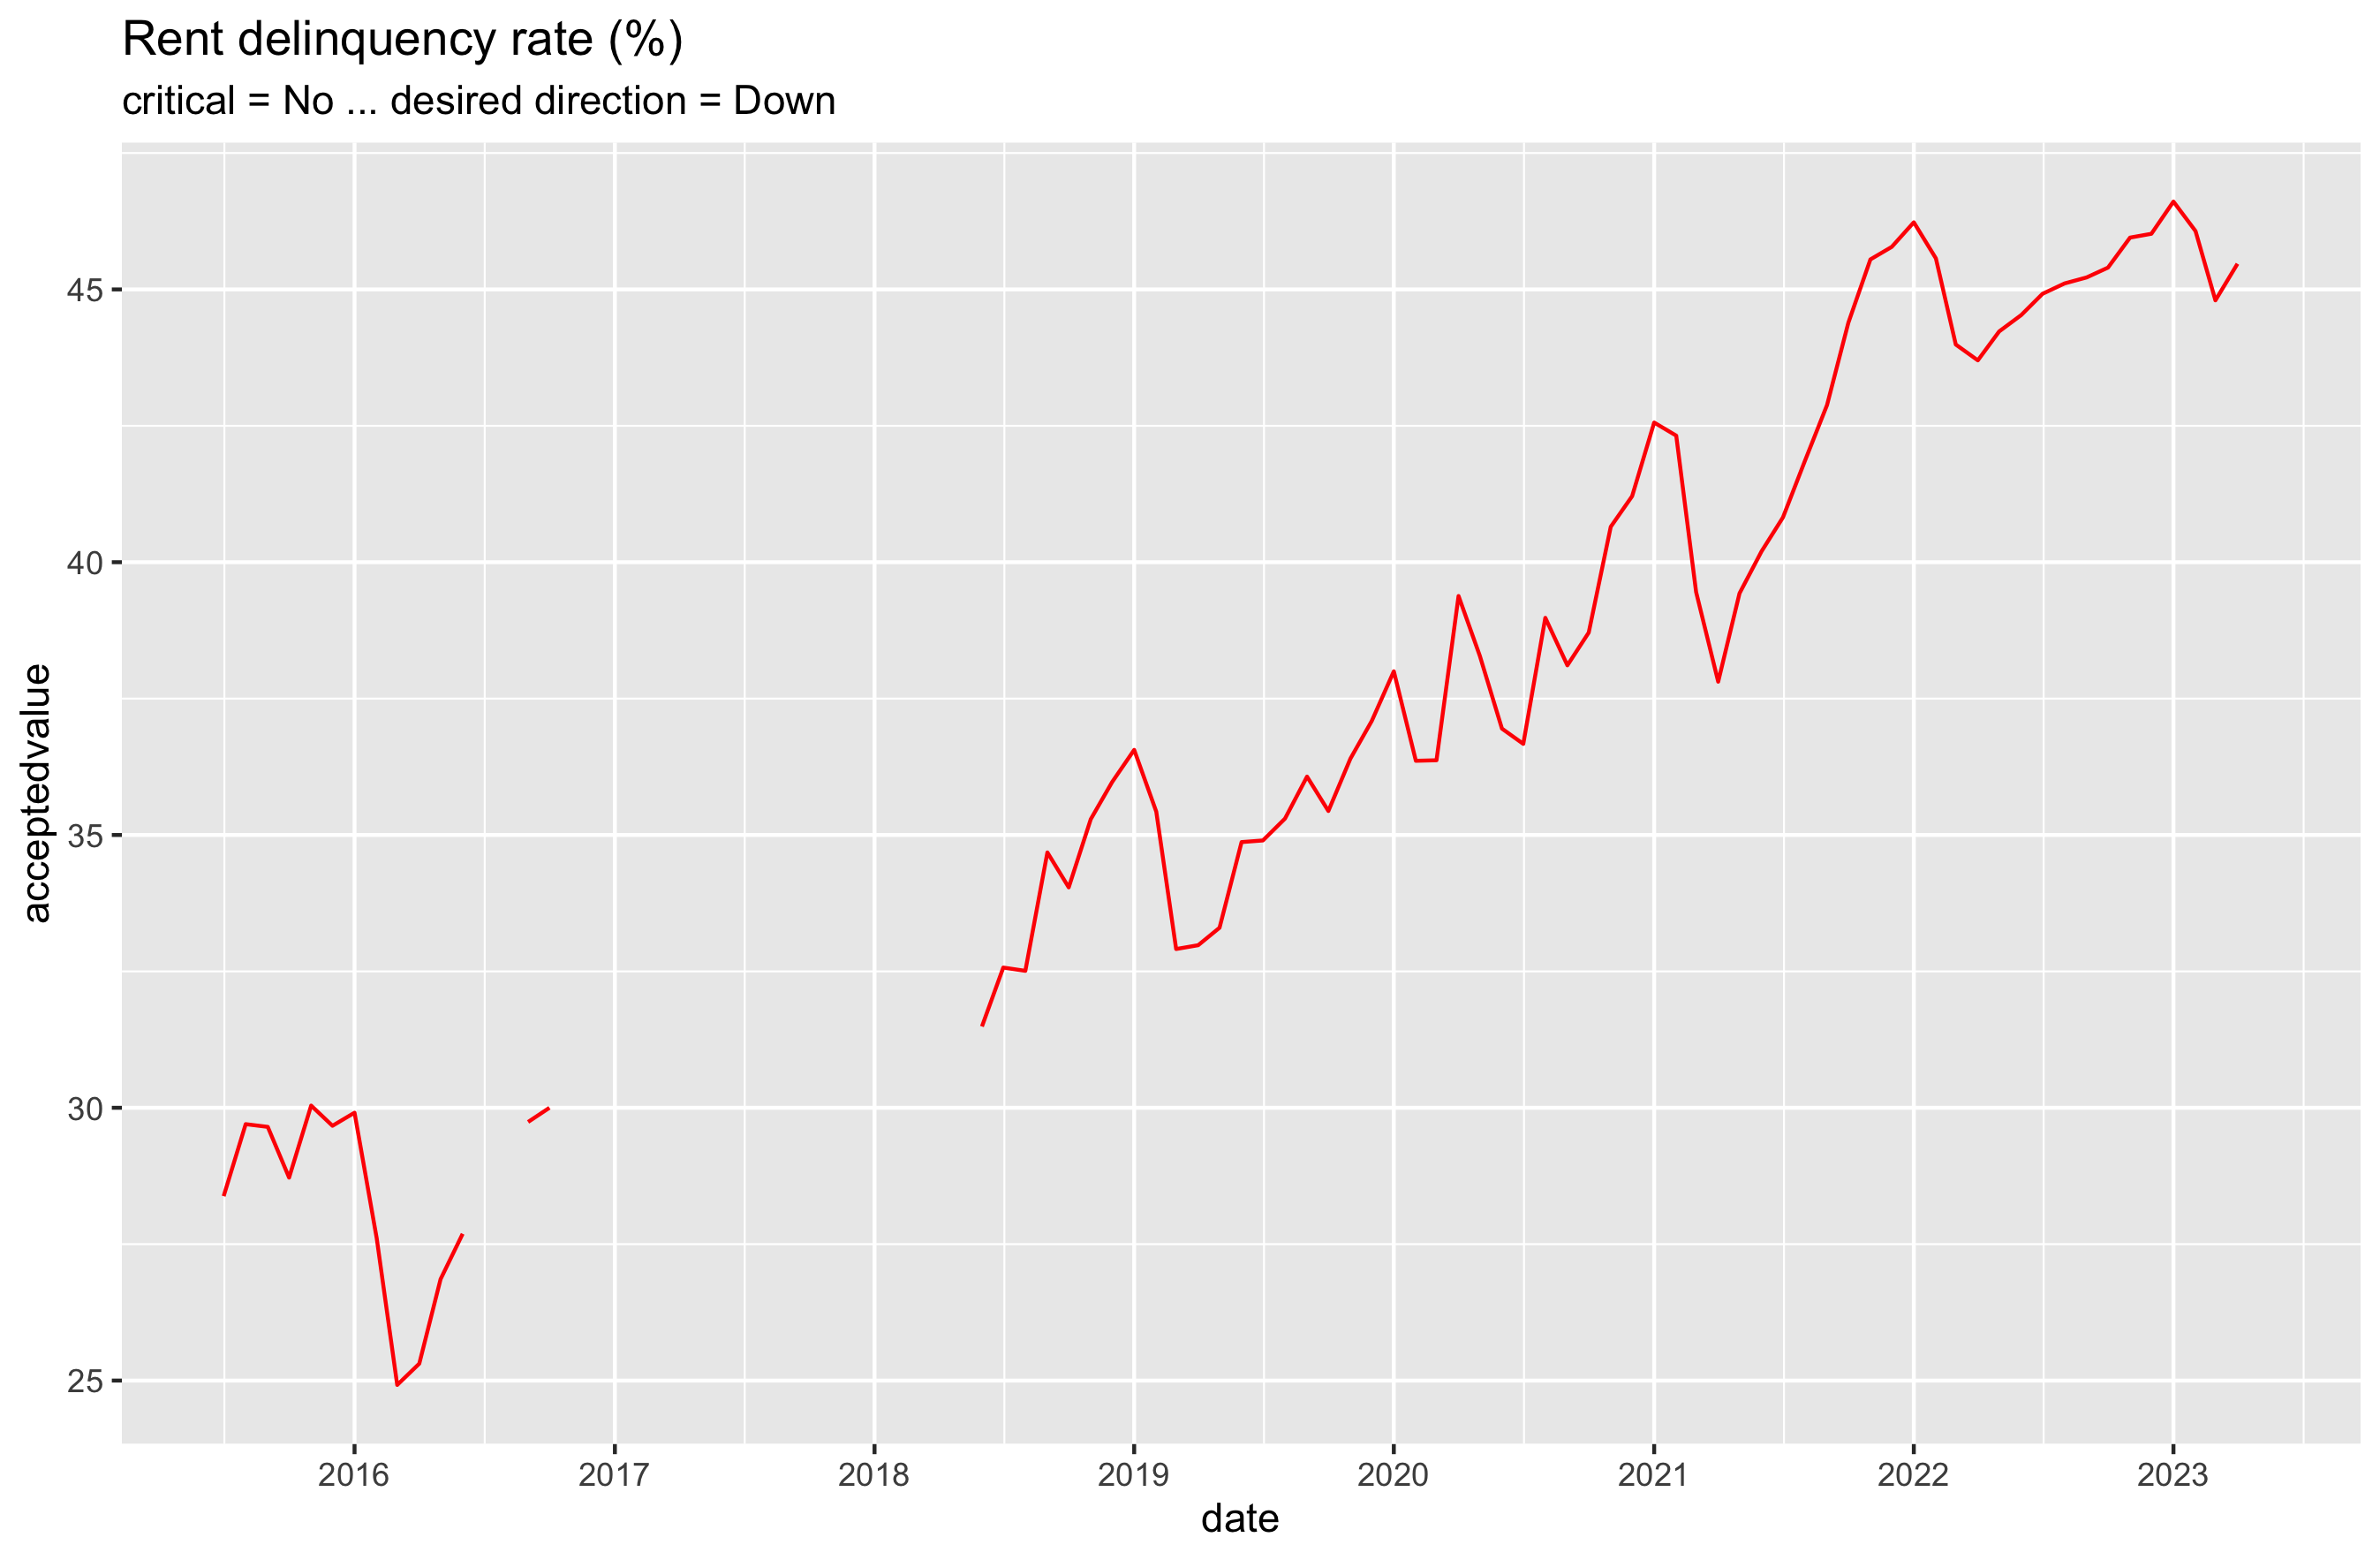 Rent delinquency rate (%)
critical = No ... desired direction = Down
acceptedvalue
45
40
35
30
25
2016 2017 2018 2019 2020 2021 2022 2023
date